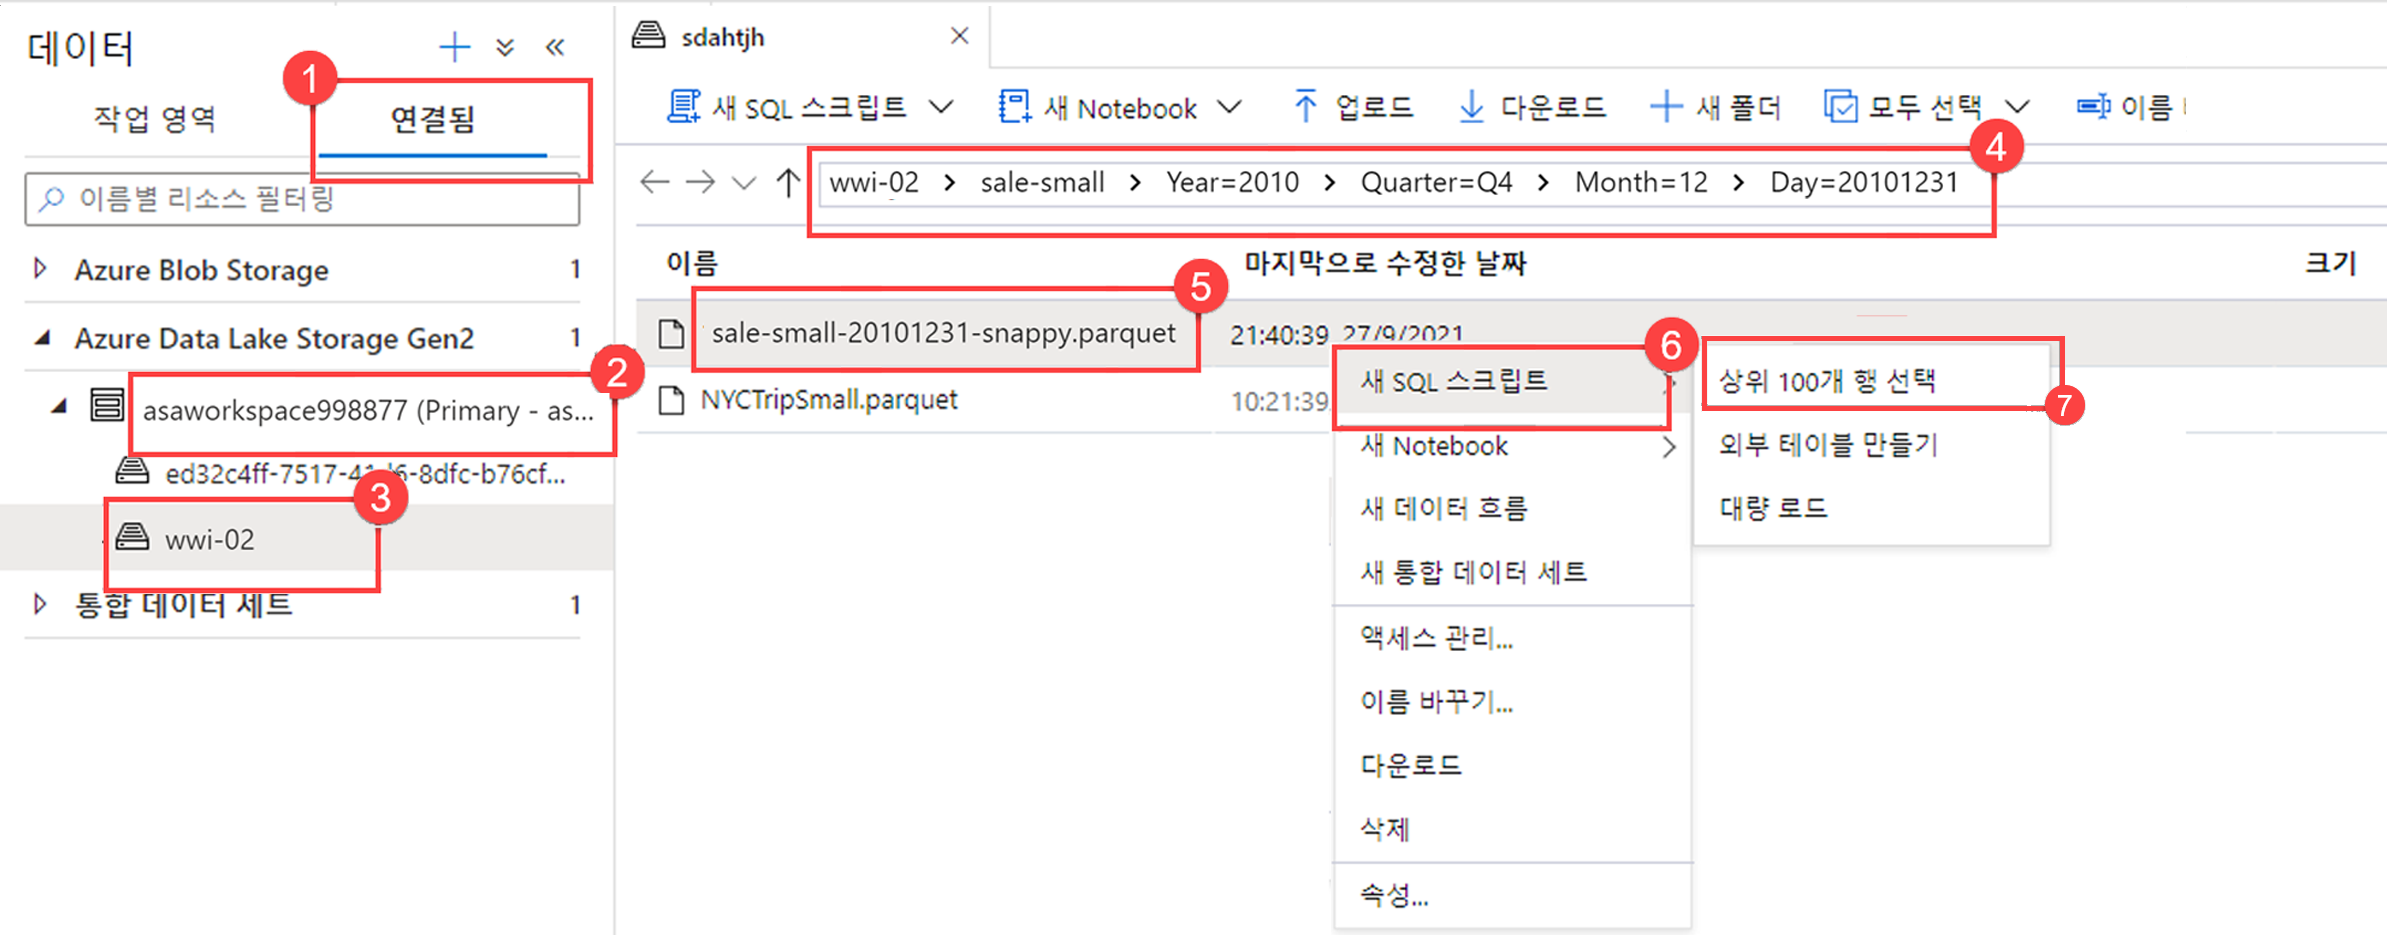 데이터
작업 영역
1
연결됨
이름별 리소스 필터링
Azure Blob Storage 1
Azure Data Lake Storage Gen2 1
2
asaworkspace998877 (Primary - as...
ed32c4ff-7517-41d6-8dfc-b76cf...
3
wwi-02
통합 데이터 세트 1
sdahtjh
새 SQL 스크립트 새 Notebook 업로드 다운로드 새 폴더 모두 선택 이름
4
wwi-02 > sale-small > Year=2010 > Quarter=Q4 > Month=12 > Day=20101231
이름 마지막으로 수정한 날짜 크기
5
sale-small-20101231-snappy.parquet 21:40:39 27/9/2021
NYCTripSmall.parquet 10:21:39
6
새 SQL 스크립트
새 Notebook
새 데이터 흐름
새 통합 데이터 세트
액세스 관리...
이름 바꾸기...
다운로드
삭제
속성...
상위 100개 행 선택
7
외부 테이블 만들기
대량 로드